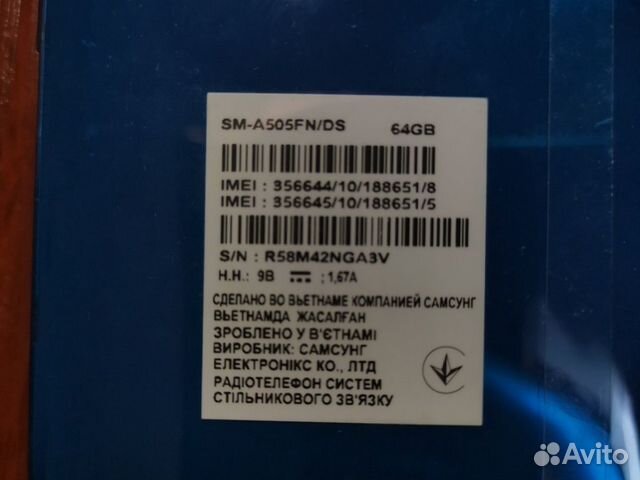 SM-A505FN/DS 64GB
IMEI : 356644/10/188651/8
IMEI : 356645/10/188651/5
S/N : R58M42NGA3V
Н.Н.: 9В ⎓ : 1,67А
СДЕЛАНО ВО ВЬЕТНАМЕ КОМПАНИЕЙ САМСУНГ
ВЬЕТНАМДА ЖАСАЛҒАН
ЗРОБЛЕНО У В'ЄТНАМІ
ВИРОБНИК: САМСУНГ
ЕЛЕКТРОНІКС КО., ЛТД
РАДІОТЕЛЕФОН СИСТЕМ
СТІЛЬНИКОВОГО ЗВ'ЯЗКУ
Avito